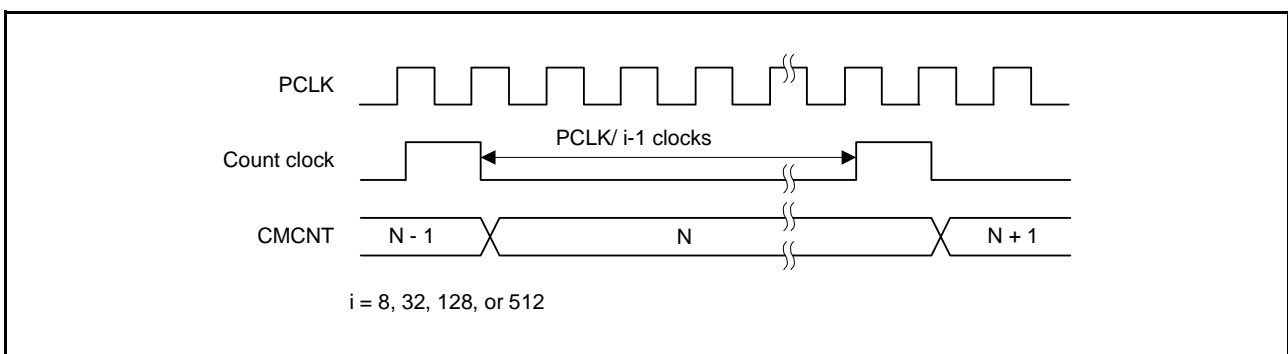 PCLK
PCLK/ i-1 clocks
Count clock
CMCNT
N - 1
N
N + 1
i = 8, 32, 128, or 512